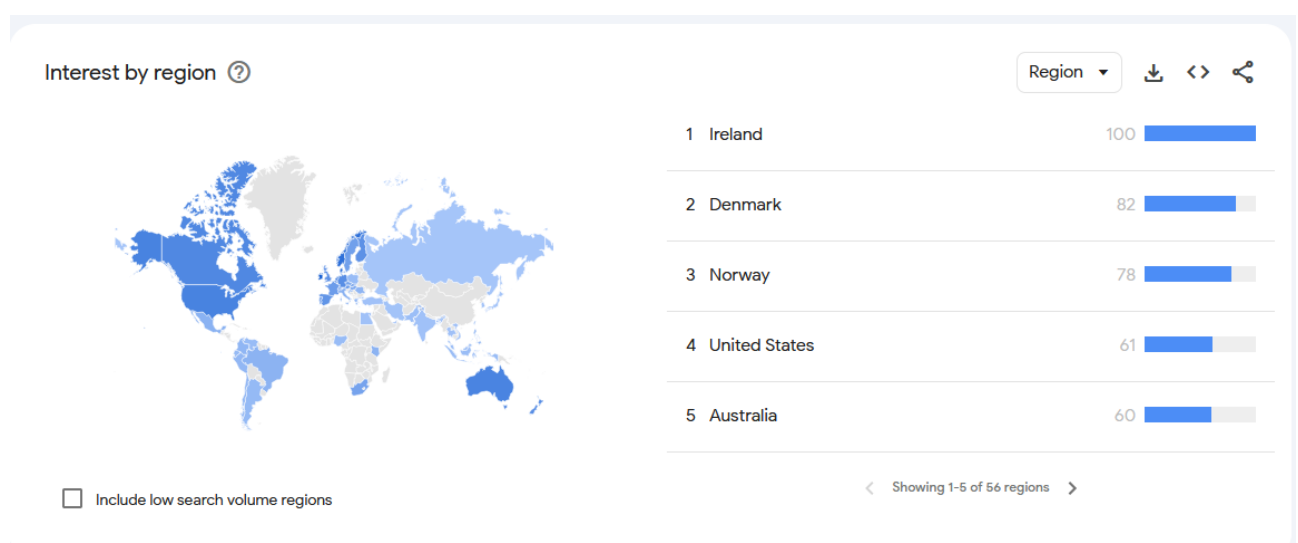 Interest by region
Region
1 Ireland 100
2 Denmark 82
3 Norway 78
4 United States 61
5 Australia 60
Include low search volume regions
Showing 1-5 of 56 regions